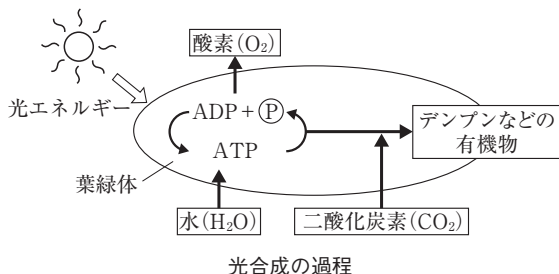 酸素(O₂)
光エネルギー
ADP+Ⓟ
ATP
デンプンなどの
有機物
葉緑体
水(H₂O)
二酸化炭素(CO₂)
光合成の過程